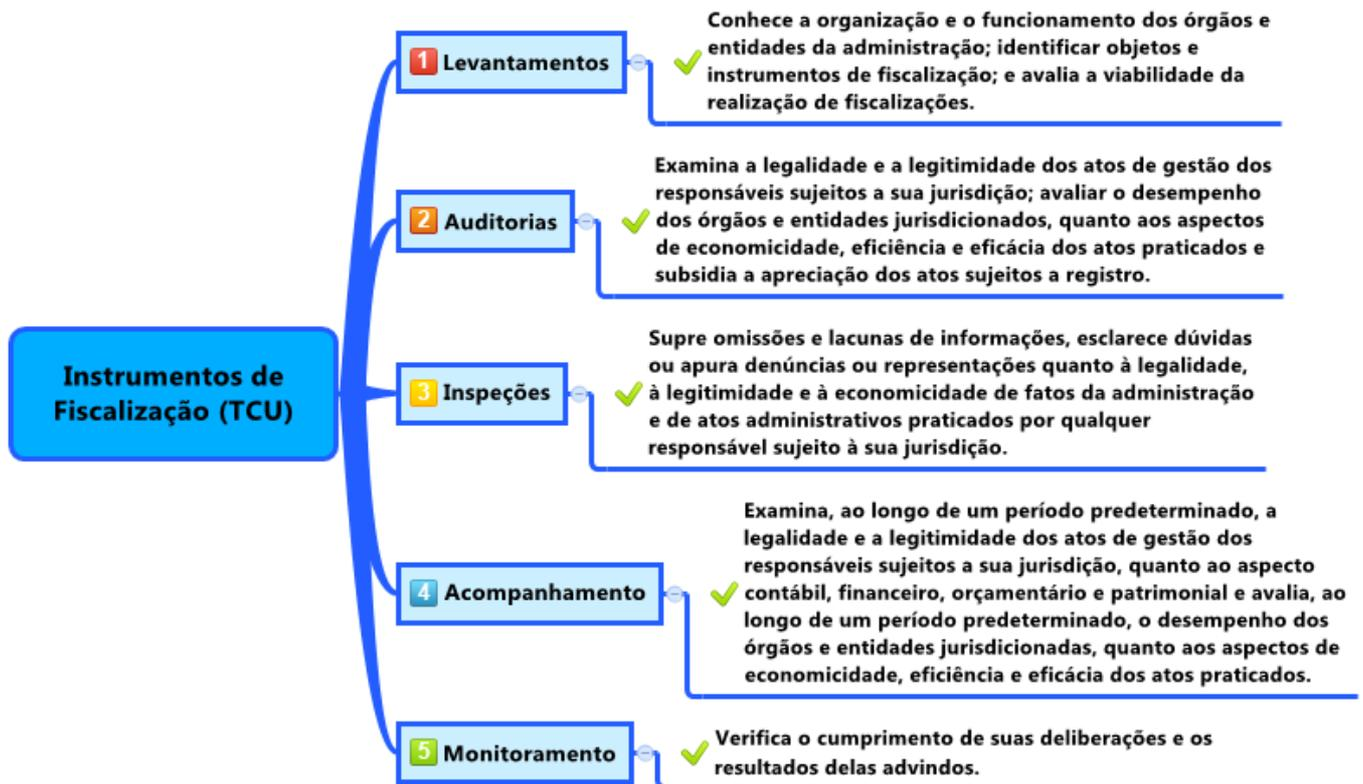 Instrumentos de
Fiscalização (TCU)
1 Levantamentos
Conhece a organização e o funcionamento dos órgãos e
entidades da administração; identificar objetos e
instrumentos de fiscalização; e avalia a viabilidade da
realização de fiscalizações.
2 Auditorias
Examina a legalidade e a legitimidade dos atos de gestão dos
responsáveis sujeitos a sua jurisdição; avaliar o desempenho
dos órgãos e entidades jurisdicionados, quanto aos aspectos
de economicidade, eficiência e eficácia dos atos praticados e
subsidia a apreciação dos atos sujeitos a registro.
3 Inspeções
Supre omissões e lacunas de informações, esclarece dúvidas
ou apura denúncias ou representações quanto à legalidade,
à legitimidade e à economicidade de fatos da administração
e de atos administrativos praticados por qualquer
responsável sujeito à sua jurisdição.
4 Acompanhamento
Examina, ao longo de um período predeterminado, a
legalidade e a legitimidade dos atos de gestão dos
responsáveis sujeitos a sua jurisdição, quanto ao aspecto
contábil, financeiro, orçamentário e patrimonial e avalia, ao
longo de um período predeterminado, o desempenho dos
órgãos e entidades jurisdicionadas, quanto aos aspectos de
economicidade, eficiência e eficácia dos atos praticados.
5 Monitoramento
Verifica o cumprimento de suas deliberações e os
resultados delas advindos.